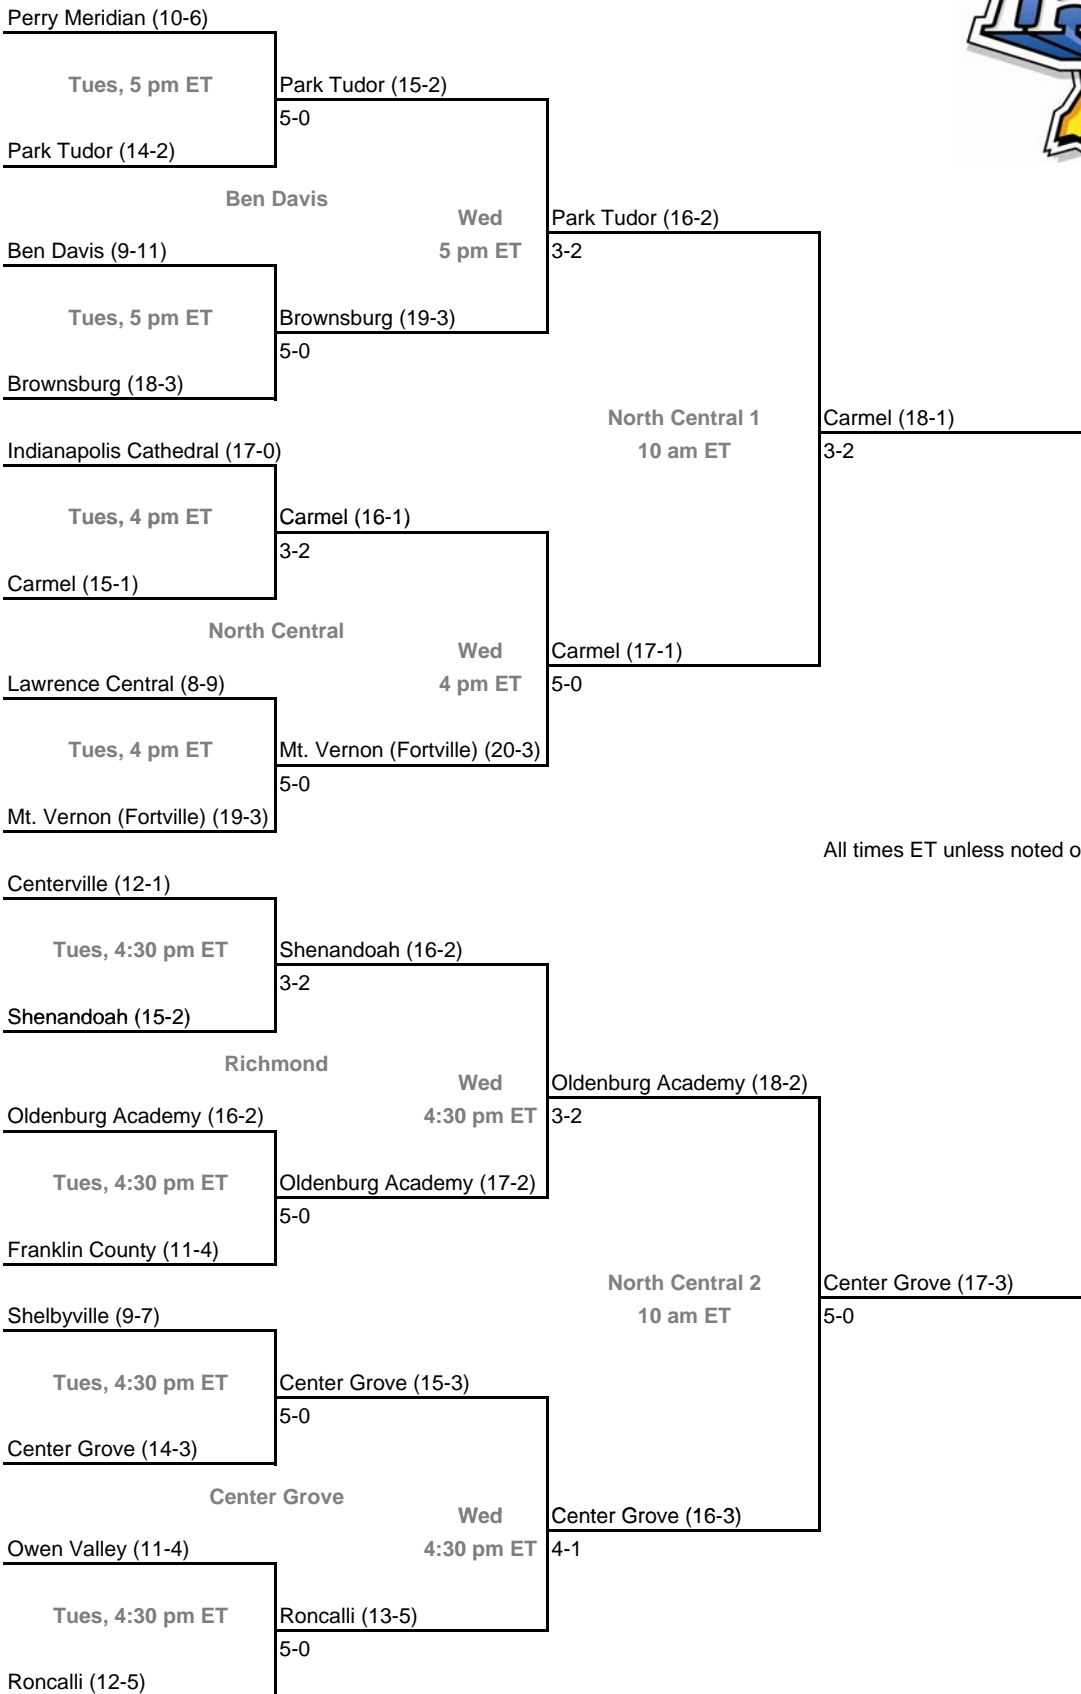 Perry Meridian (10-6)
Tues, 5 pm ET
Park Tudor (15-2)
5-0
Park Tudor (14-2)
Ben Davis
Wed
Park Tudor (16-2)
Ben Davis (9-11)
5 pm ET
3-2
Tues, 5 pm ET
Brownsburg (19-3)
5-0
Brownsburg (18-3)
North Central 1
Carmel (18-1)
Indianapolis Cathedral (17-0)
10 am ET
3-2
Tues, 4 pm ET
Carmel (16-1)
3-2
Carmel (15-1)
North Central
Wed
Carmel (17-1)
Lawrence Central (8-9)
4 pm ET
5-0
Tues, 4 pm ET
Mt. Vernon (Fortville) (20-3)
5-0
Mt. Vernon (Fortville) (19-3)
All times ET unless noted o
Centerville (12-1)
Tues, 4:30 pm ET
Shenandoah (16-2)
3-2
Shenandoah (15-2)
Richmond
Wed
Oldenburg Academy (18-2)
Oldenburg Academy (16-2)
4:30 pm ET
3-2
Tues, 4:30 pm ET
Oldenburg Academy (17-2)
5-0
Franklin County (11-4)
North Central 2
Center Grove (17-3)
Shelbyville (9-7)
10 am ET
5-0
Tues, 4:30 pm ET
Center Grove (15-3)
5-0
Center Grove (14-3)
Center Grove
Wed
Center Grove (16-3)
Owen Valley (11-4)
4:30 pm ET
4-1
Tues, 4:30 pm ET
Roncalli (13-5)
5-0
Roncalli (12-5)